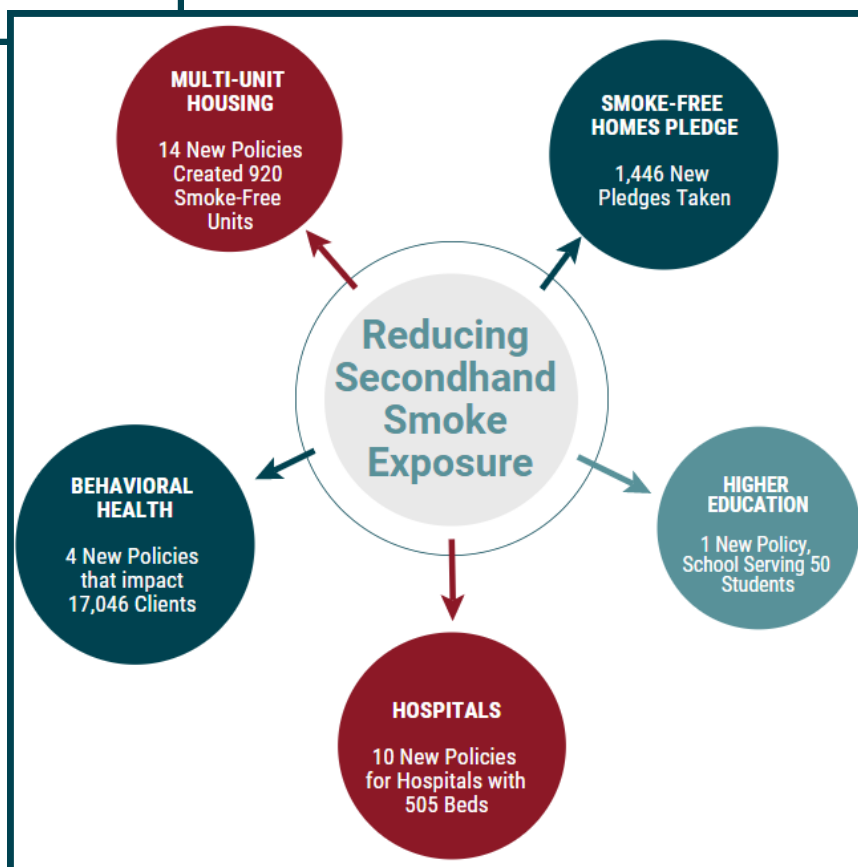 MULTI-UNIT
HOUSING
14 New Policies
Created 920
Smoke-Free
Units
SMOKE-FREE
HOMES PLEDGE
1,446 New
Pledges Taken
Reducing
Secondhand
Smoke
Exposure
BEHAVIORAL
HEALTH
4 New Policies
that impact
17,046 Clients
HIGHER
EDUCATION
1 New Policy,
School Serving 50
Students
HOSPITALS
10 New Policies
for Hospitals with
505 Beds